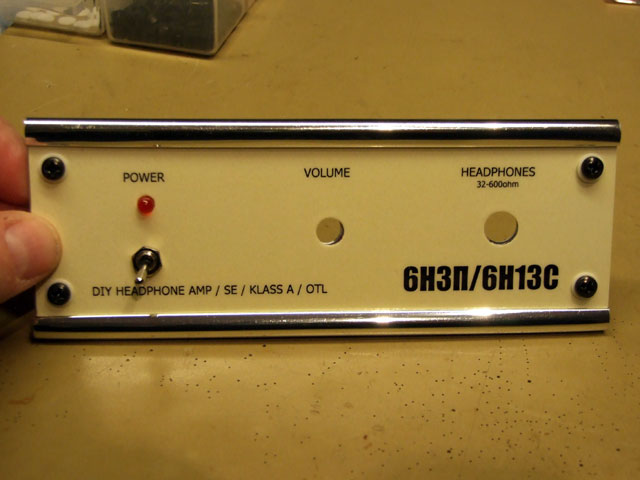 POWER
VOLUME
HEADPHONES
32-600ohm
DIY HEADPHONE AMP / SE / KLASS A / OTL
6Н3П/6Н13С